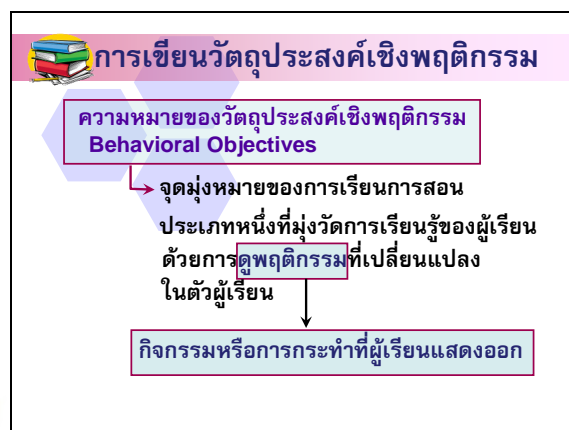 การเขียนวัตถุประสงค์เชิงพฤติกรรม
ความหมายของวัตถุประสงค์เชิงพฤติกรรม
Behavioral Objectives
จุดมุ่งหมายของการเรียนการสอน
ประเภทหนึ่งที่มุ่งวัดการเรียนรู้ของผู้เรียน
ด้วยการดูพฤติกรรมที่เปลี่ยนแปลง
ในตัวผู้เรียน
กิจกรรมหรือการกระทำที่ผู้เรียนแสดงออก